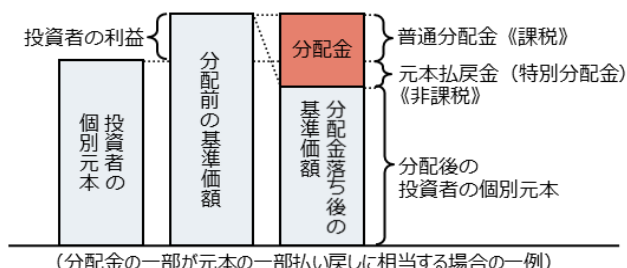 投資者の利益
投資者の
個別元本
分配前の基準価額
分配金
分配金落ち後の
基準価額
普通分配金《課税》
元本払戻金（特別分配金）
《非課税》
分配後の
投資者の個別元本
（分配金の一部が元本の一部払い戻しに相当する場合の一例）